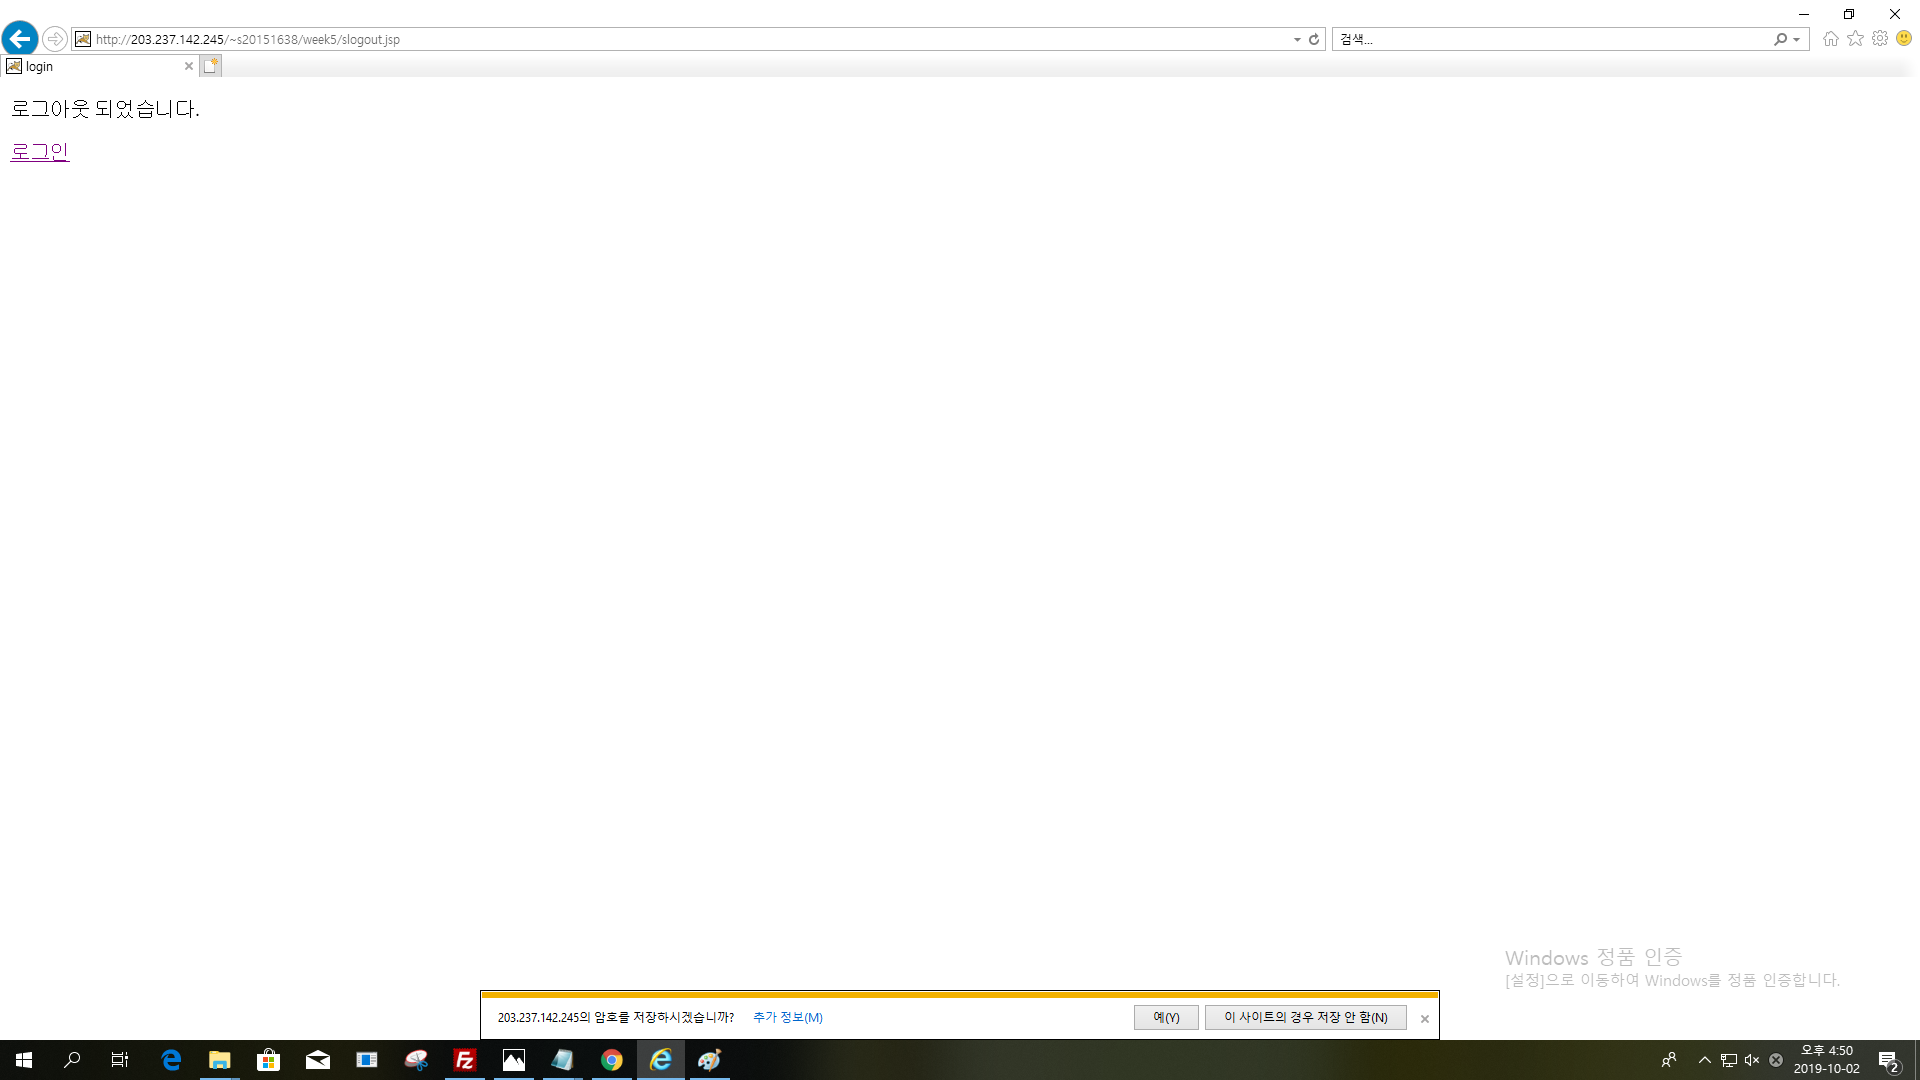 http://203.237.142.245/~s20151638/week5/slogout.jsp
검색...
login
로그아웃 되었습니다.
로그인
Windows 정품 인증
[설정]으로 이동하여 Windows를 정품 인증합니다.
203.237.142.245의 암호를 저장하시겠습니까? 추가 정보(M) 예(Y) 이 사이트의 경우 저장 안 함(N)
오후 4:50
2019-10-02
2